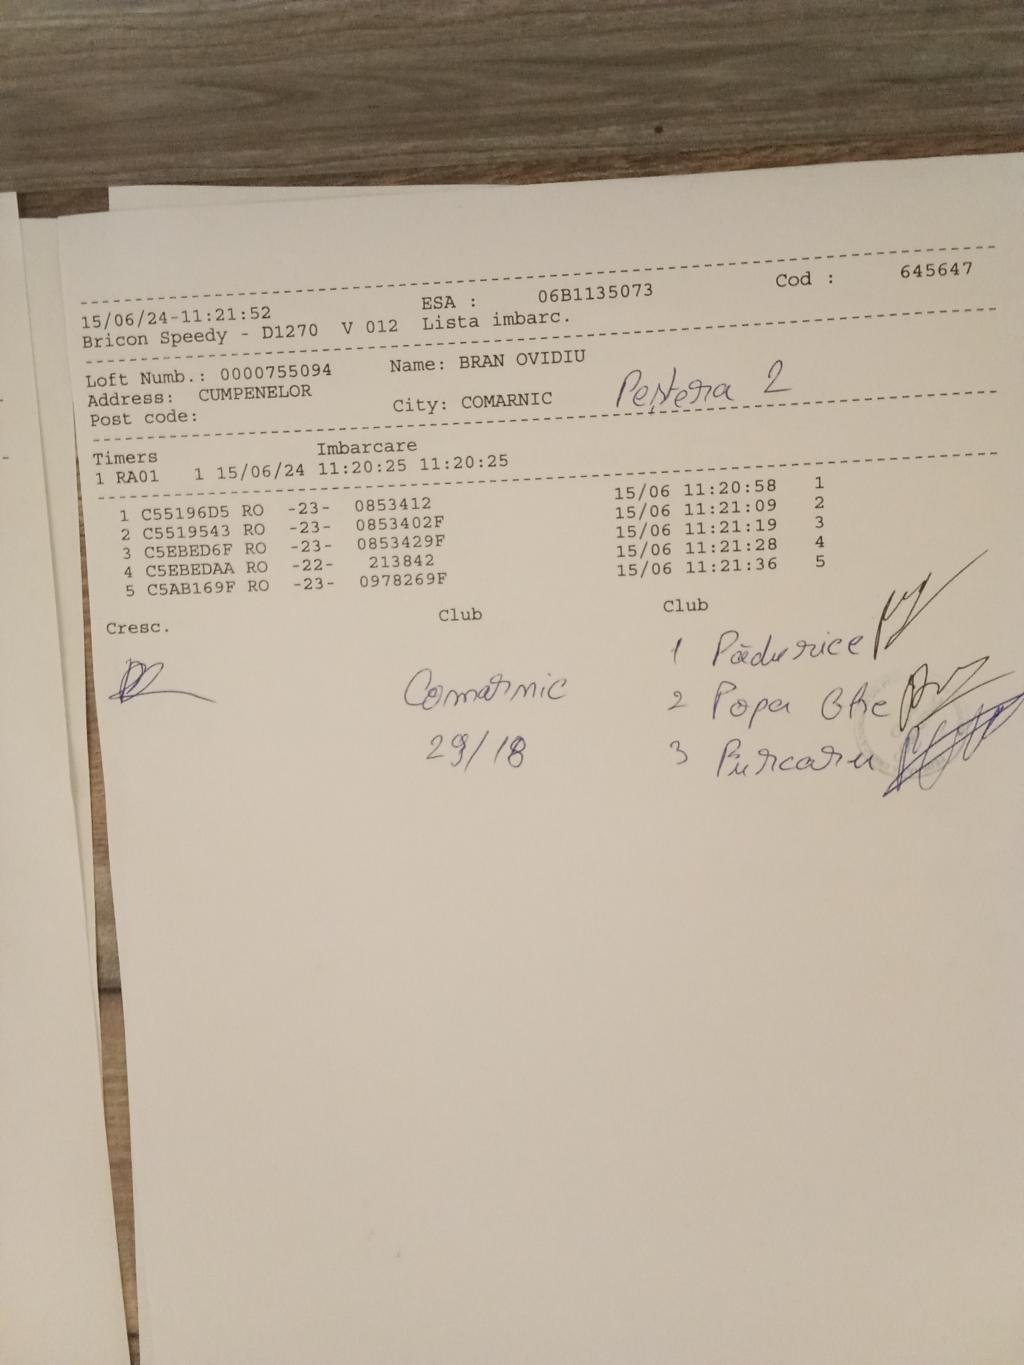 15/06/24-11:21:52 ESA : 06B1135073 Cod : 645647
Bricon Speedy - D1270 V 012 Lista imbarc.
Loft Numb.: 0000755094 Name: BRAN OVIDIU
Address: CUMPENELOR
Post code: City: COMARNIC Peștera 2
Timers Imbarcare
1 RA01 1 15/06/24 11:20:25 11:20:25
1 C55196D5 RO -23- 0853412 15/06 11:20:58 1
2 C5519543 RO -23- 0853402F 15/06 11:21:09 2
3 C5EBED6F RO -23- 0853429F 15/06 11:21:19 3
4 C5EBEDAA RO -22- 213842 15/06 11:21:28 4
5 C5AB169F RO -23- 0978269F 15/06 11:21:36 5
Cresc. Club Club
1 Pădurice
Comarnic 2 Popa Ghe
29/18 3 Purcaru